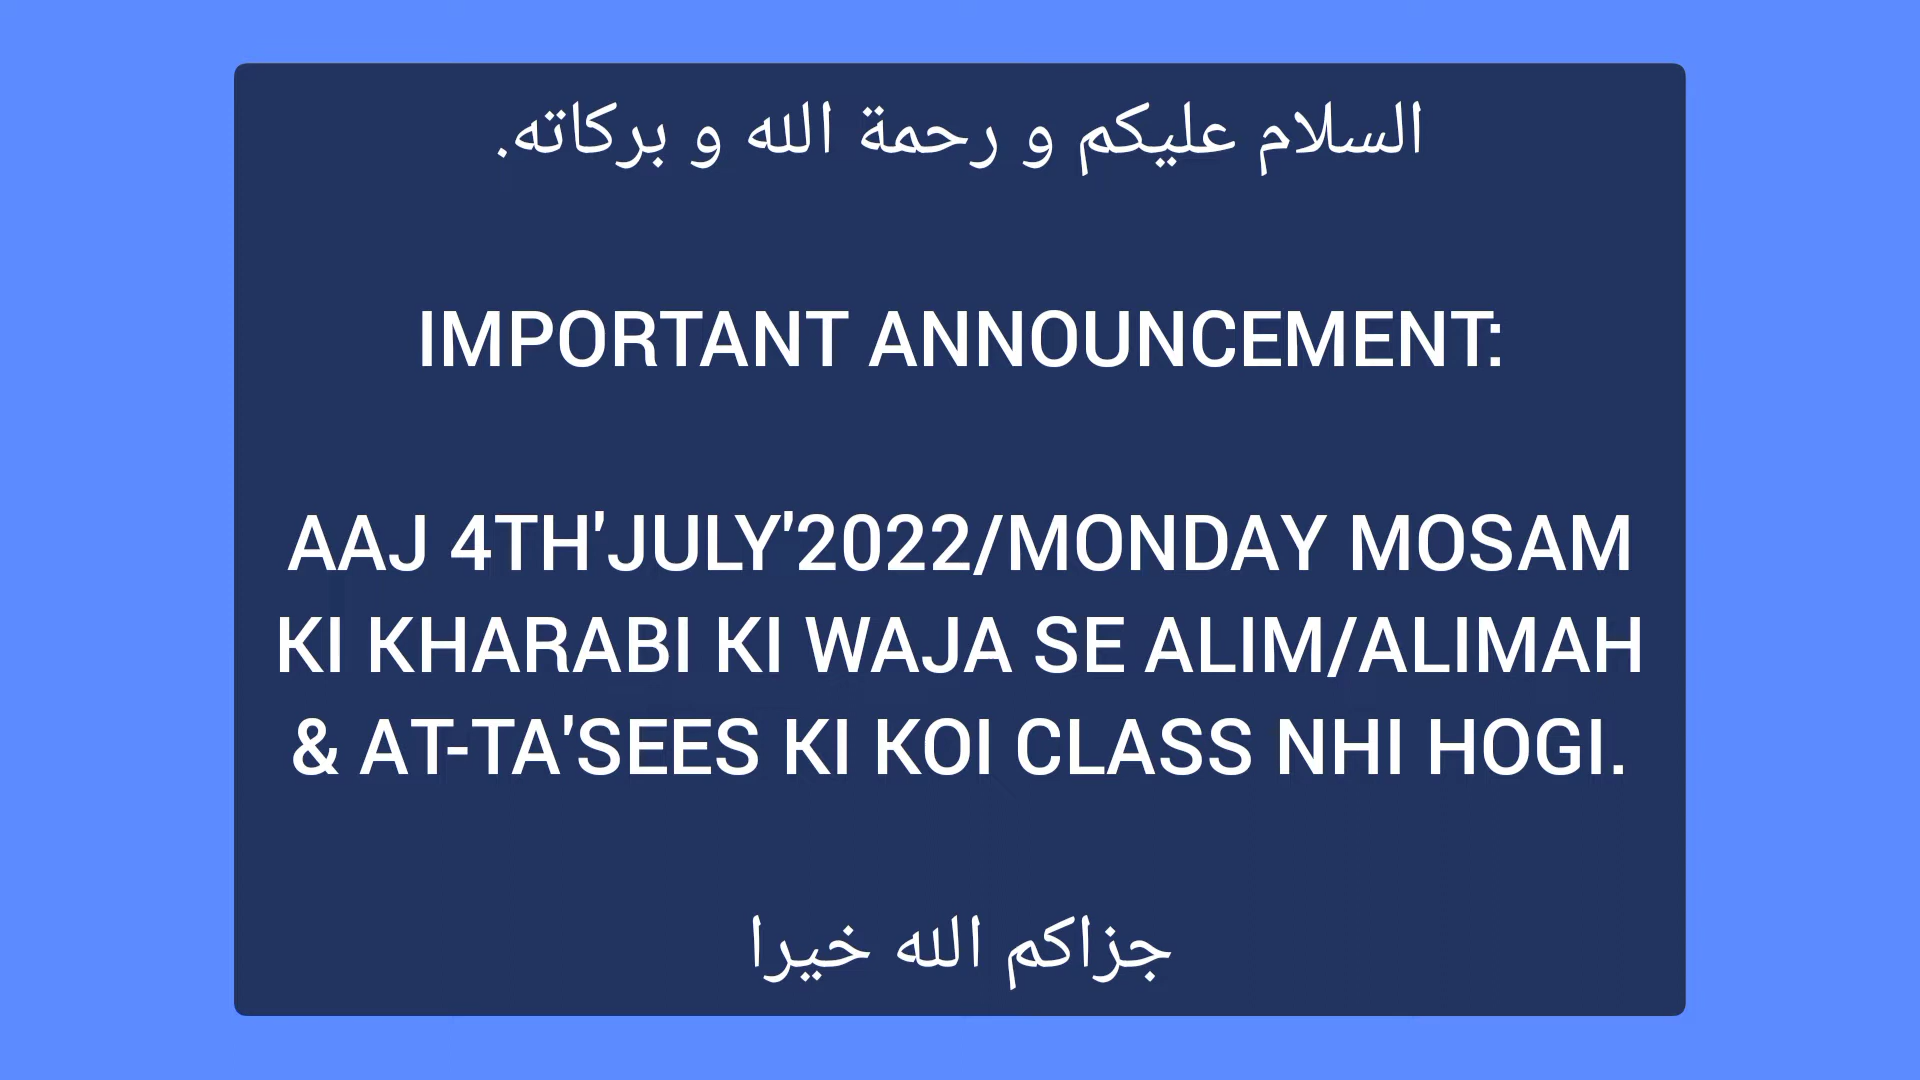 السلام عليكم و رحمة الله و بركاته.
IMPORTANT ANNOUNCEMENT:
AAJ 4TH'JULY'2022/MONDAY MOSAM
KI KHARABI KI WAJA SE ALIM/ALIMAH
& AT-TA'SEES KI KOI CLASS NHI HOGI.
جزاكم الله خيرا